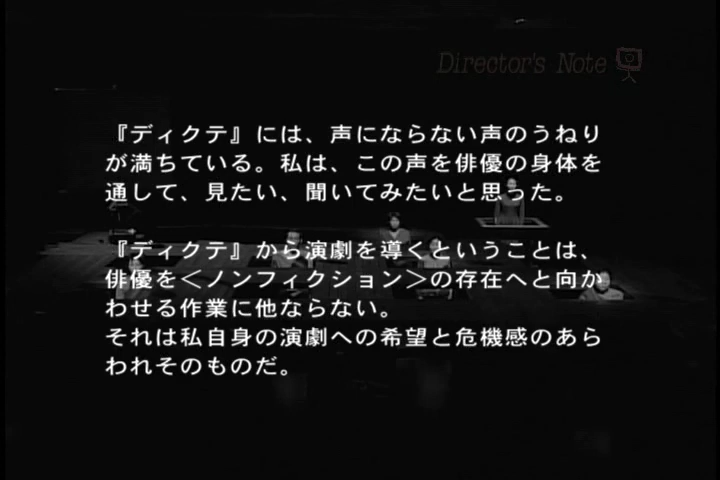 Director's Note
『ディクテ』には、声にならない声のうねり
が満ちている。私は、この声を俳優の身体を
通して、見たい、聞いてみたいと思った。
『ディクテ』から演劇を導くということは、
俳優を＜ノンフィクション＞の存在へと向か
わせる作業に他ならない。
それは私自身の演劇への希望と危機感のあら
われそのものだ。